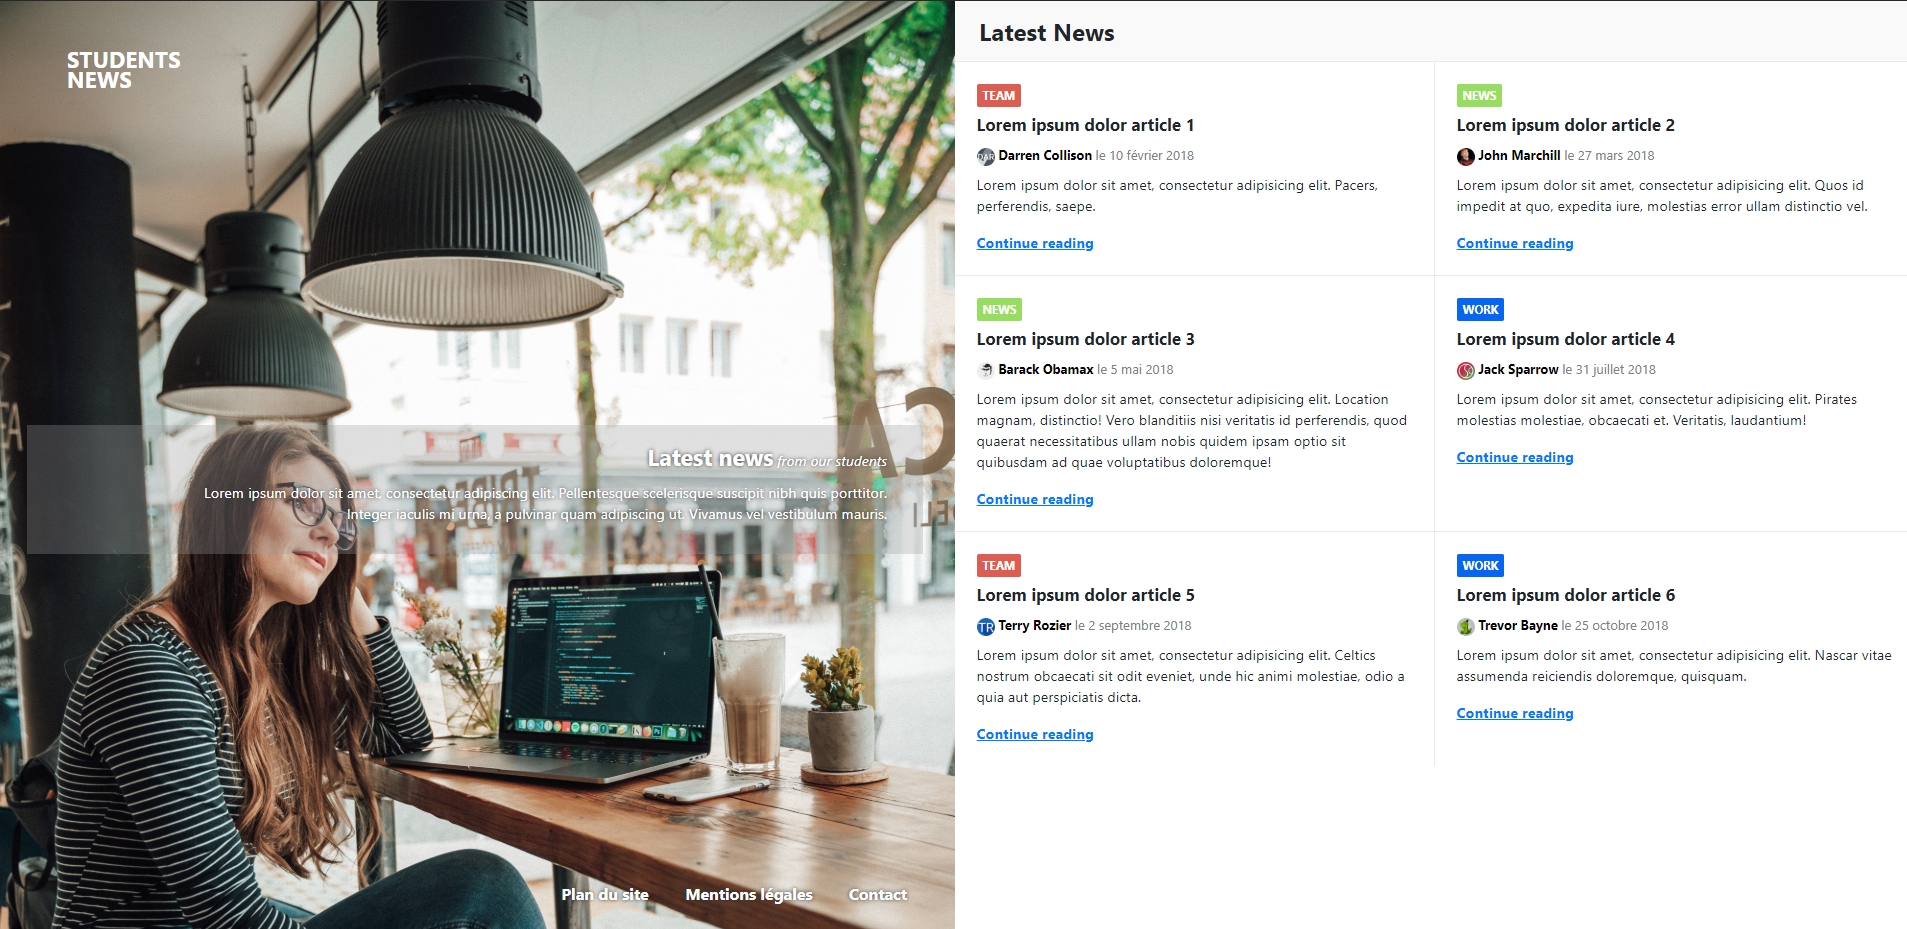 STUDENTS
NEWS
Latest news from our students
Lorem ipsum dolor sit amet, consectetur adipiscing elit. Pellentesque scelerisque suscipit nibh quis porttitor.
Integer iaculis mi urna, a pulvinar quam adipiscing ut. Vivamus vel vestibulum mauris.
Plan du site
Mentions légales
Contact
Latest News
TEAM
Lorem ipsum dolor article 1
Darren Collison le 10 février 2018
Lorem ipsum dolor sit amet, consectetur adipisicing elit. Pacers,
perferendis, saepe.
Continue reading
NEWS
Lorem ipsum dolor article 2
John Marchill le 27 mars 2018
Lorem ipsum dolor sit amet, consectetur adipisicing elit. Quos id
impedit at quo, expedita iure, molestias error ullam distinctio vel.
Continue reading
NEWS
Lorem ipsum dolor article 3
Barack Obamax le 5 mai 2018
Lorem ipsum dolor sit amet, consectetur adipisicing elit. Location
magnam, distinctio! Vero blanditiis nisi veritatis id perferendis, quod
quaerat necessitatibus ullam nobis quidem ipsam optio sit
quibusdam ad quae voluptatibus doloremque!
Continue reading
WORK
Lorem ipsum dolor article 4
Jack Sparrow le 31 juillet 2018
Lorem ipsum dolor sit amet, consectetur adipisicing elit. Pirates
molestias molestiae, obcaecati et. Veritatis, laudantium!
Continue reading
TEAM
Lorem ipsum dolor article 5
TR Terry Rozier le 2 septembre 2018
Lorem ipsum dolor sit amet, consectetur adipisicing elit. Celtics
nostrum obcaecati sit odit eveniet, unde hic animi molestiae, odio a
quia aut perspiciatis dicta.
Continue reading
WORK
Lorem ipsum dolor article 6
Trevor Bayne le 25 octobre 2018
Lorem ipsum dolor sit amet, consectetur adipisicing elit. Nascar vitae
assumenda reiciendis doloremque, quisquam.
Continue reading